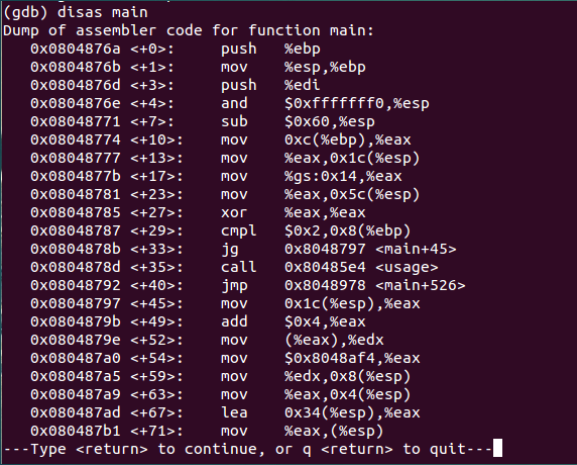 (gdb) disas main
Dump of assembler code for function main:
   0x0804876a <+0>:     push   %ebp
   0x0804876b <+1>:     mov    %esp,%ebp
   0x0804876d <+3>:     push   %edi
   0x0804876e <+4>:     and    $0xfffffff0,%esp
   0x08048771 <+7>:     sub    $0x60,%esp
   0x08048774 <+10>:    mov    0xc(%ebp),%eax
   0x08048777 <+13>:    mov    %eax,0x1c(%esp)
   0x0804877b <+17>:    mov    %gs:0x14,%eax
   0x08048781 <+23>:    mov    %eax,0x5c(%esp)
   0x08048785 <+27>:    xor    %eax,%eax
   0x08048787 <+29>:    cmpl   $0x2,0x8(%ebp)
   0x0804878b <+33>:    jg     0x8048797 <main+45>
   0x0804878d <+35>:    call   0x80485e4 <usage>
   0x08048792 <+40>:    jmp    0x8048978 <main+526>
   0x08048797 <+45>:    mov    0x1c(%esp),%eax
   0x0804879b <+49>:    add    $0x4,%eax
   0x0804879e <+52>:    mov    (%eax),%edx
   0x080487a0 <+54>:    mov    $0x8048af4,%eax
   0x080487a5 <+59>:    mov    %edx,0x8(%esp)
   0x080487a9 <+63>:    mov    %eax,0x4(%esp)
   0x080487ad <+67>:    lea    0x34(%esp),%eax
   0x080487b1 <+71>:    mov    %eax,(%esp)
---Type <return> to continue, or q <return> to quit---